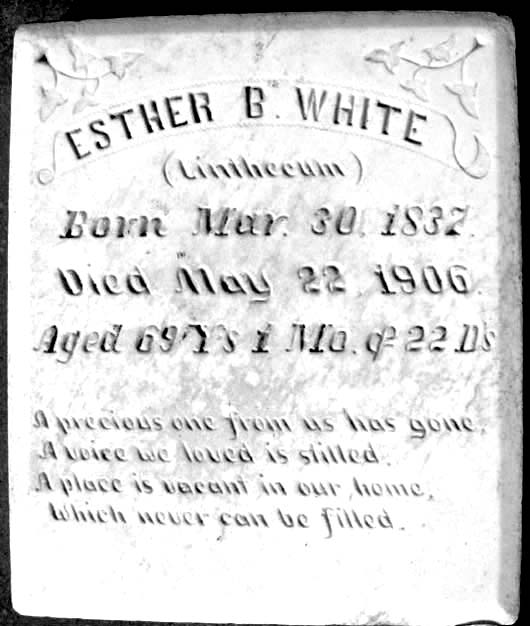 ESTHER B. WHITE
(Linthecum)
Born Mar. 30, 1837.
Died May 22, 1906.
Aged 69 Y's 1 Mo. & 22 D's
A precious one from us has gone,
A voice we loved is stilled.
A place is vacant in our home,
Which never can be filled.